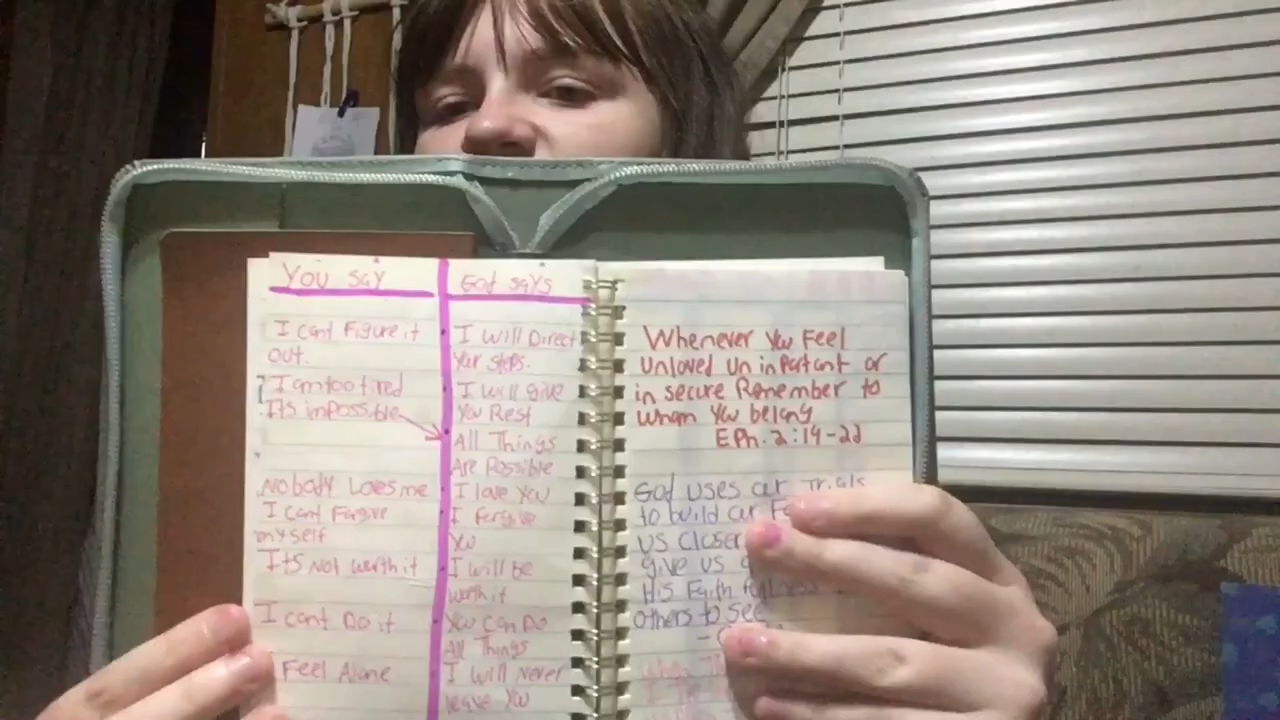 You say
I cant Figure it
out.
I am too tired
Its impossible
Nobody Loves me
I cant Forgive
myself
Its Not worth it
I cant Do it
Feel Alone
God says
I will Direct
Your steps.
I will give
You Rest
All Things
Are Possible
I love You
I forgive
You
I will be
worth it
You can Do
All Things
I will Never
leave You
Whenever You Feel
Unloved Un inportant or
in secure Remember to
whom You belong
Eph. 2:14-22
God uses our Trials
to build our
us closer
give us
His Faith
others to see